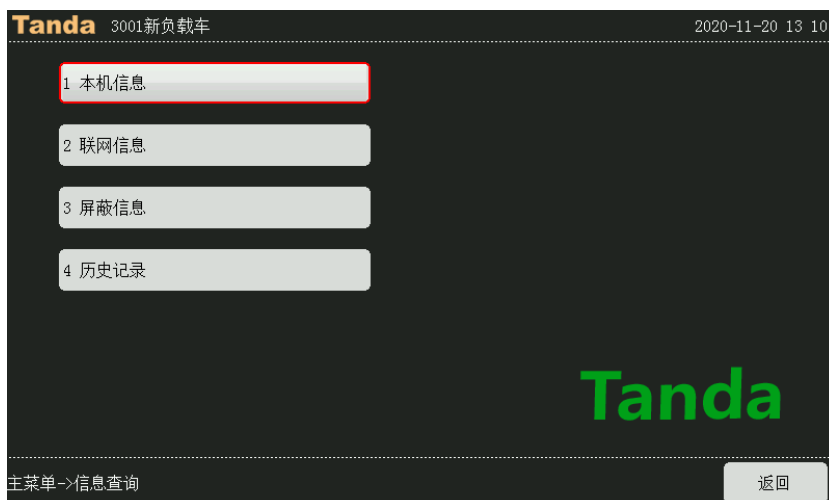 Tanda 3001新负载车 2020-11-20 13 10
1 本机信息
2 联网信息
3 屏蔽信息
4 历史记录
Tanda
主菜单->信息查询 返回